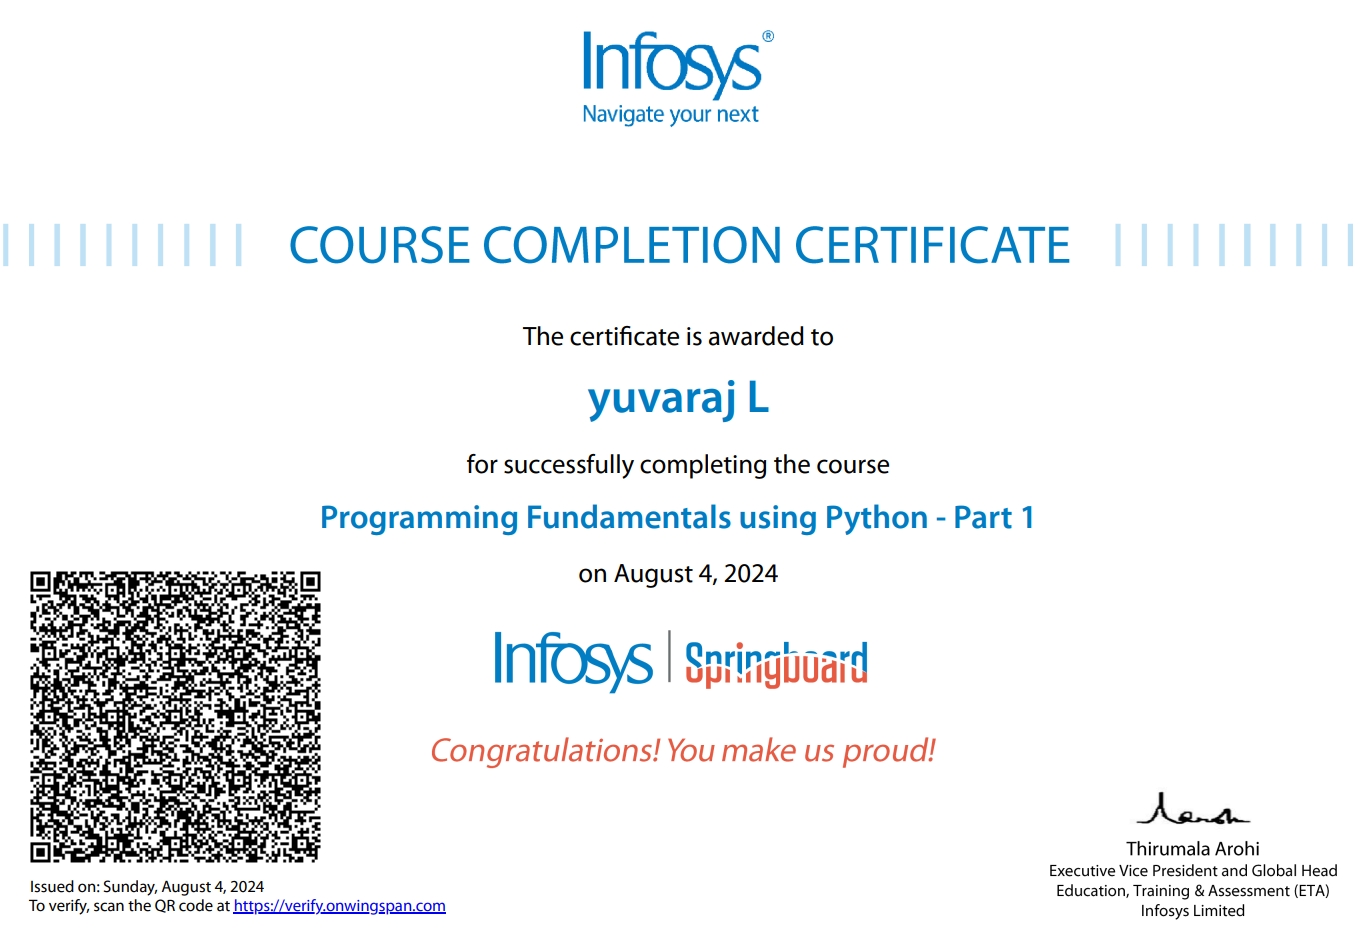 Infosys®
Navigate your next
COURSE COMPLETION CERTIFICATE
The certificate is awarded to
yuvaraj L
for successfully completing the course
Programming Fundamentals using Python - Part 1
on August 4, 2024
Infosys | Springboard
Congratulations! You make us proud!
Issued on: Sunday, August 4, 2024
To verify, scan the QR code at https://verify.onwingspan.com
Thirumala Arohi
Executive Vice President and Global Head
Education, Training & Assessment (ETA)
Infosys Limited